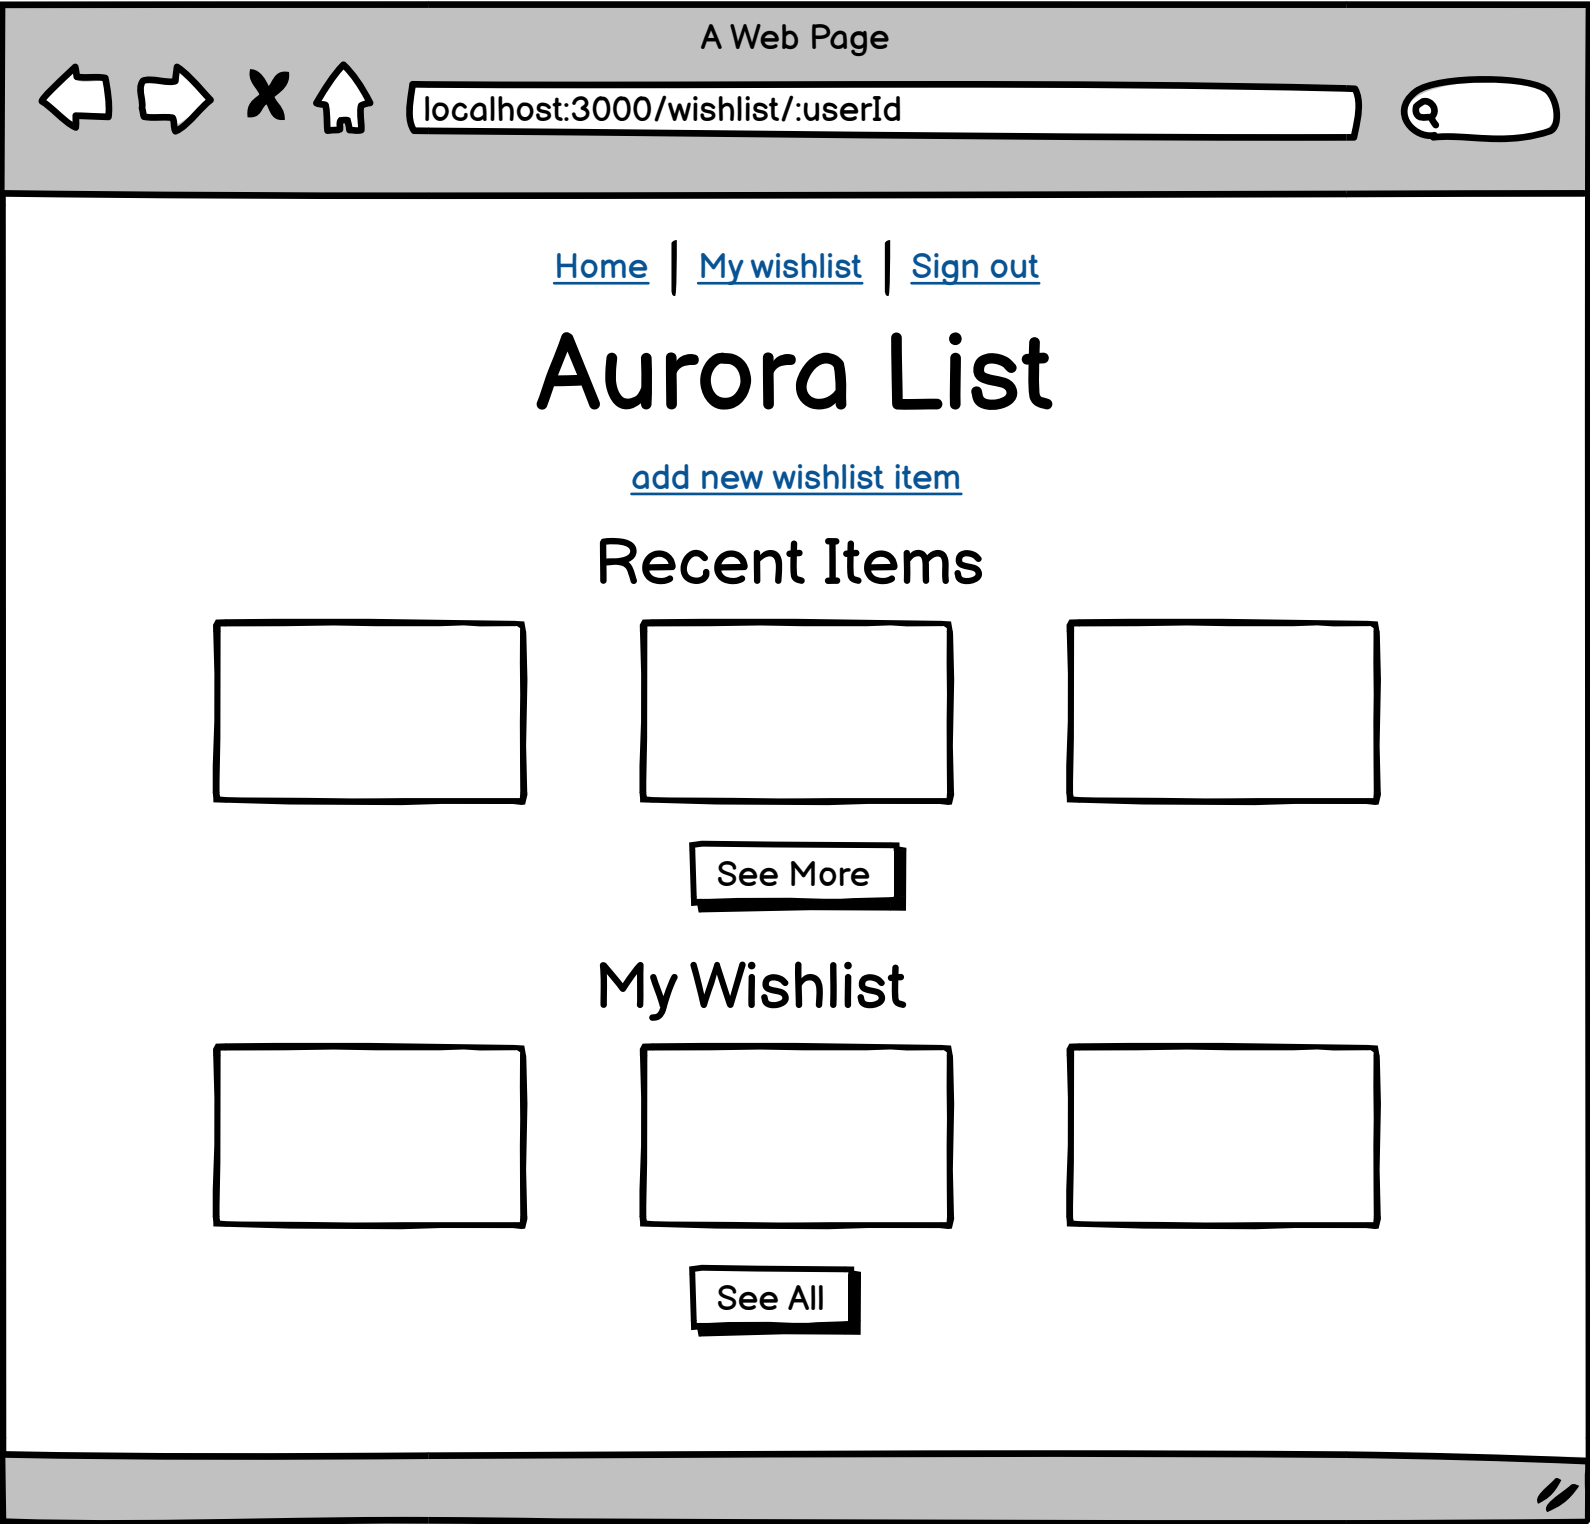 A Web Page
localhost:3000/wishlist/:userId
Home | My wishlist | Sign out
Aurora List
add new wishlist item
Recent Items
See More
My Wishlist
See All